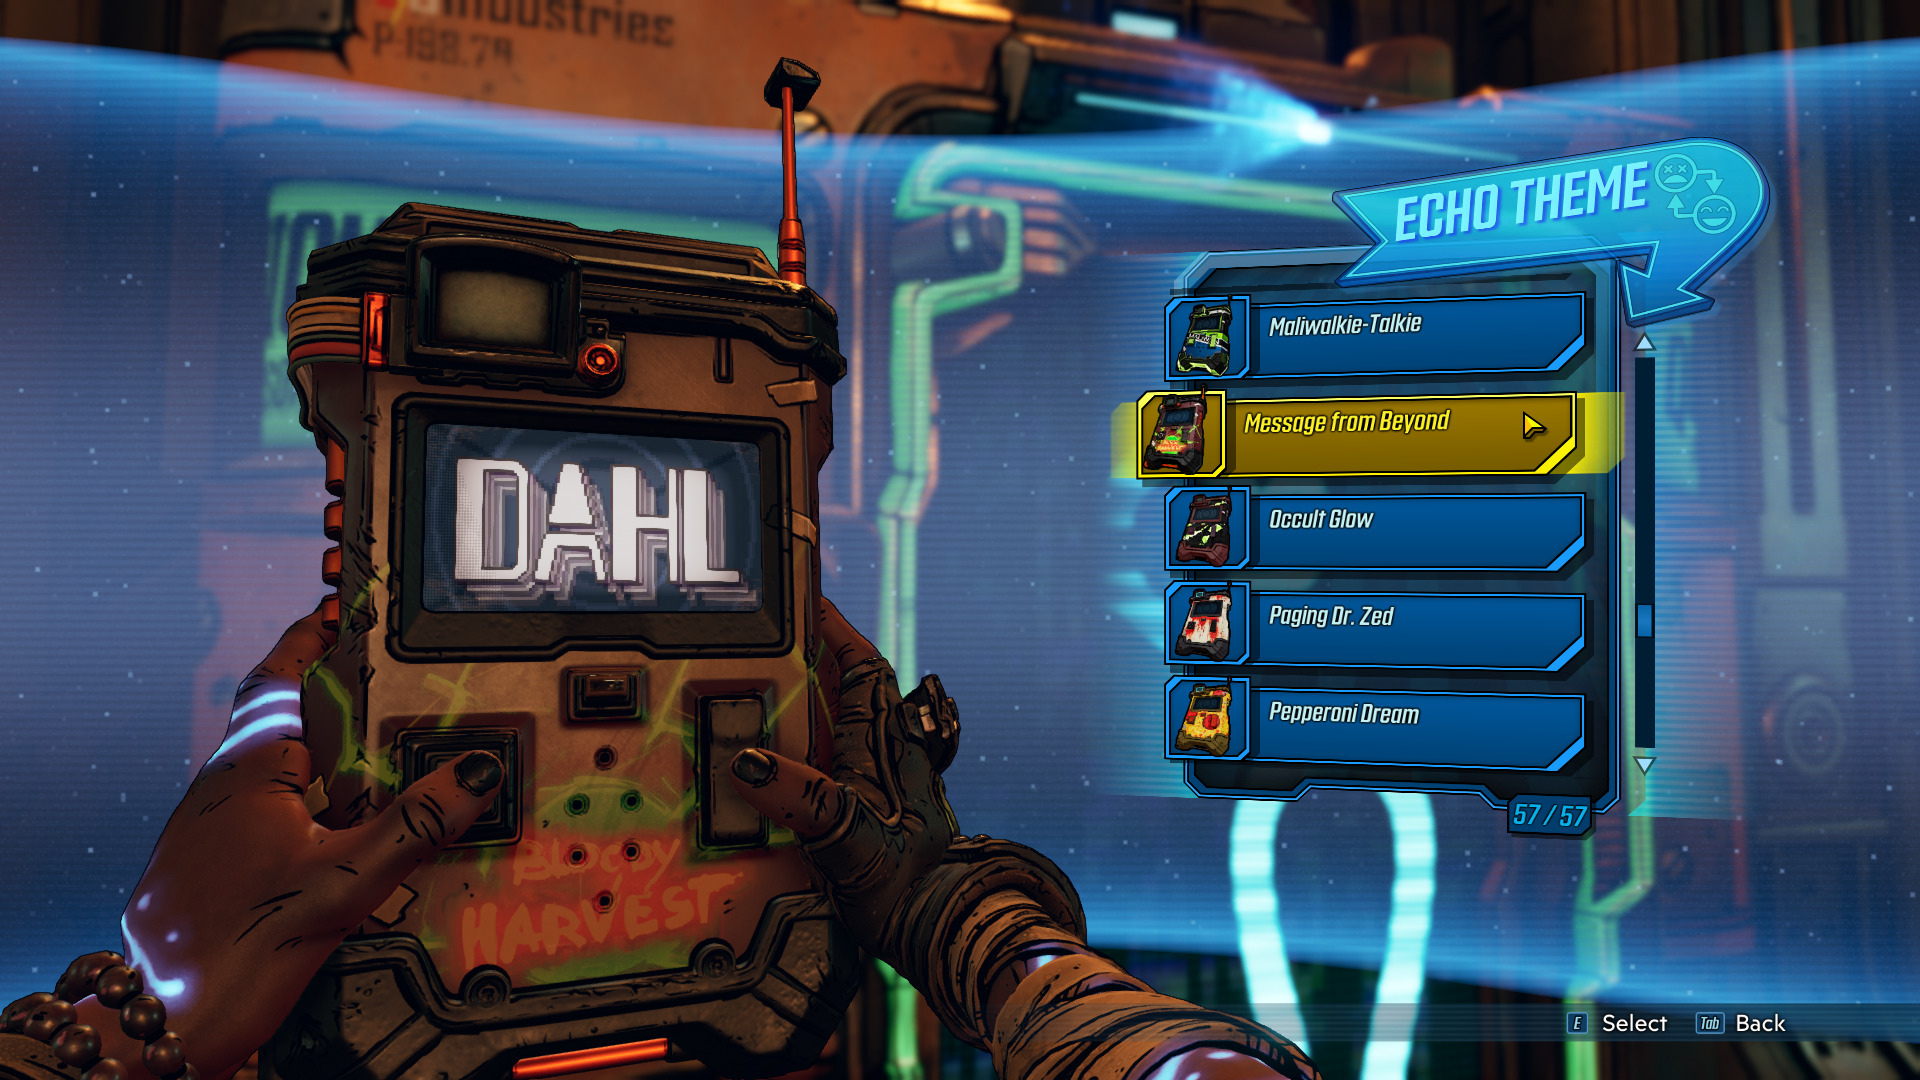 Industries
P-198.79
ECHO THEME
Maliwalkie-Talkie
Message from Beyond
Occult Glow
Paging Dr. Zed
Pepperoni Dream
57/57
DAHL
BLOODY
HARVEST
E Select Tab Back